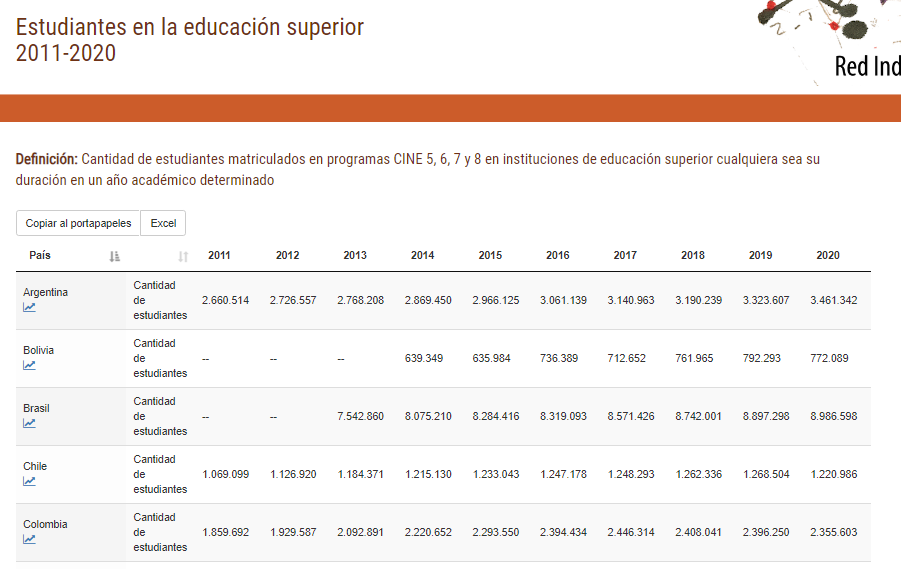 Estudiantes en la educación superior
2011-2020
Red Ind
Definición: Cantidad de estudiantes matriculados en programas CINE 5, 6, 7 y 8 en instituciones de educación superior cualquiera sea su
duración en un año académico determinado
Copiar al portapapeles Excel
País 2011 2012 2013 2014 2015 2016 2017 2018 2019 2020
Argentina Cantidad de estudiantes 2.660.514 2.726.557 2.768.208 2.869.450 2.966.125 3.061.139 3.140.963 3.190.239 3.323.607 3.461.342
Bolivia Cantidad de estudiantes -- -- -- 639.349 635.984 736.389 712.652 761.965 792.293 772.089
Brasil Cantidad de estudiantes -- -- 7.542.860 8.075.210 8.284.416 8.319.093 8.571.426 8.742.001 8.897.298 8.986.598
Chile Cantidad de estudiantes 1.069.099 1.126.920 1.184.371 1.215.130 1.233.043 1.247.178 1.248.293 1.262.336 1.268.504 1.220.986
Colombia Cantidad de estudiantes 1.859.692 1.929.587 2.092.891 2.220.652 2.293.550 2.394.434 2.446.314 2.408.041 2.396.250 2.355.603